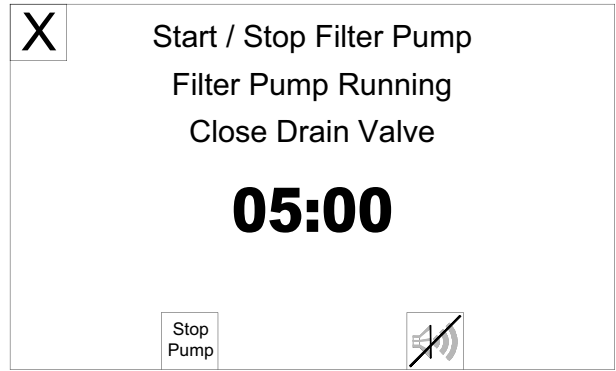 X
Start / Stop Filter Pump
Filter Pump Running
Close Drain Valve
05:00
Stop
Pump